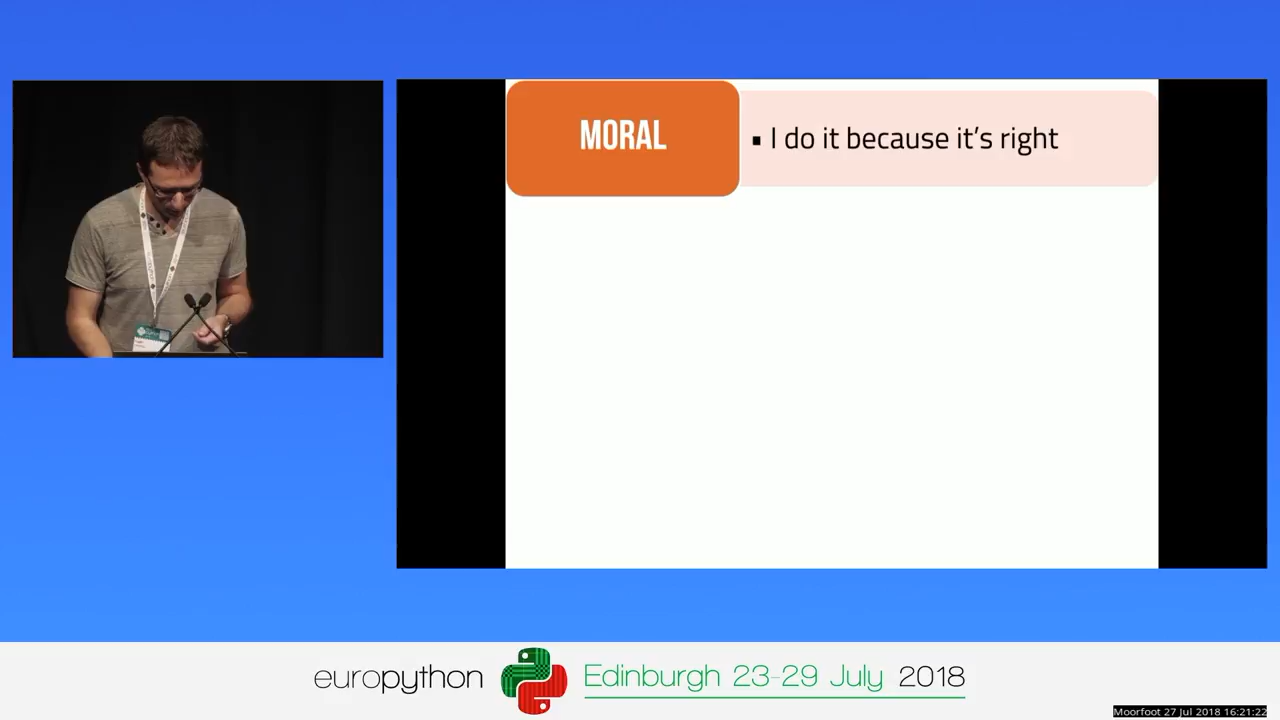 MORAL
▪ I do it because it's right
europython
Edinburgh 23-29 July 2018
Moorfoot 27 Jul 2018 16:21:22